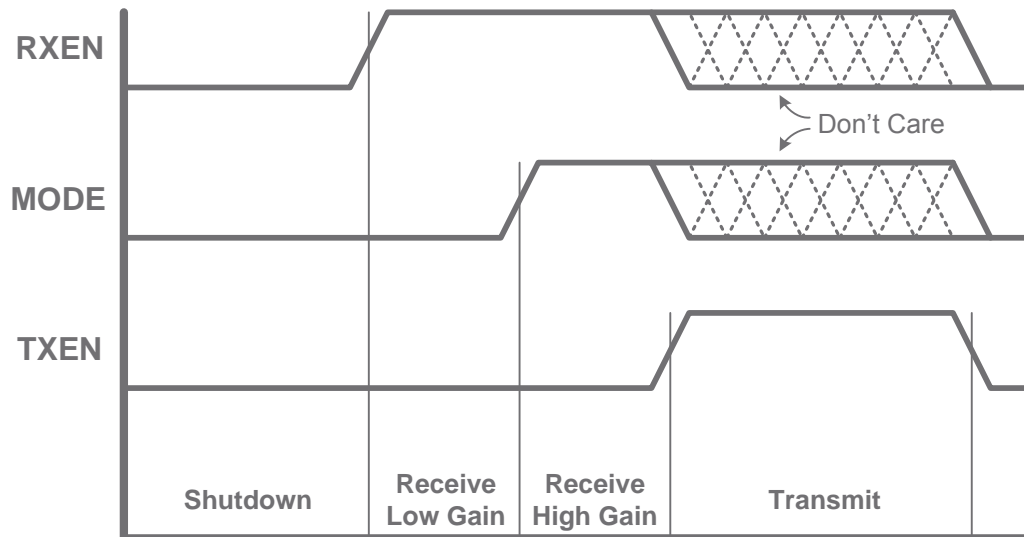 RXEN
Don't Care
MODE
TXEN
Shutdown
Receive
Low Gain
Receive
High Gain
Transmit